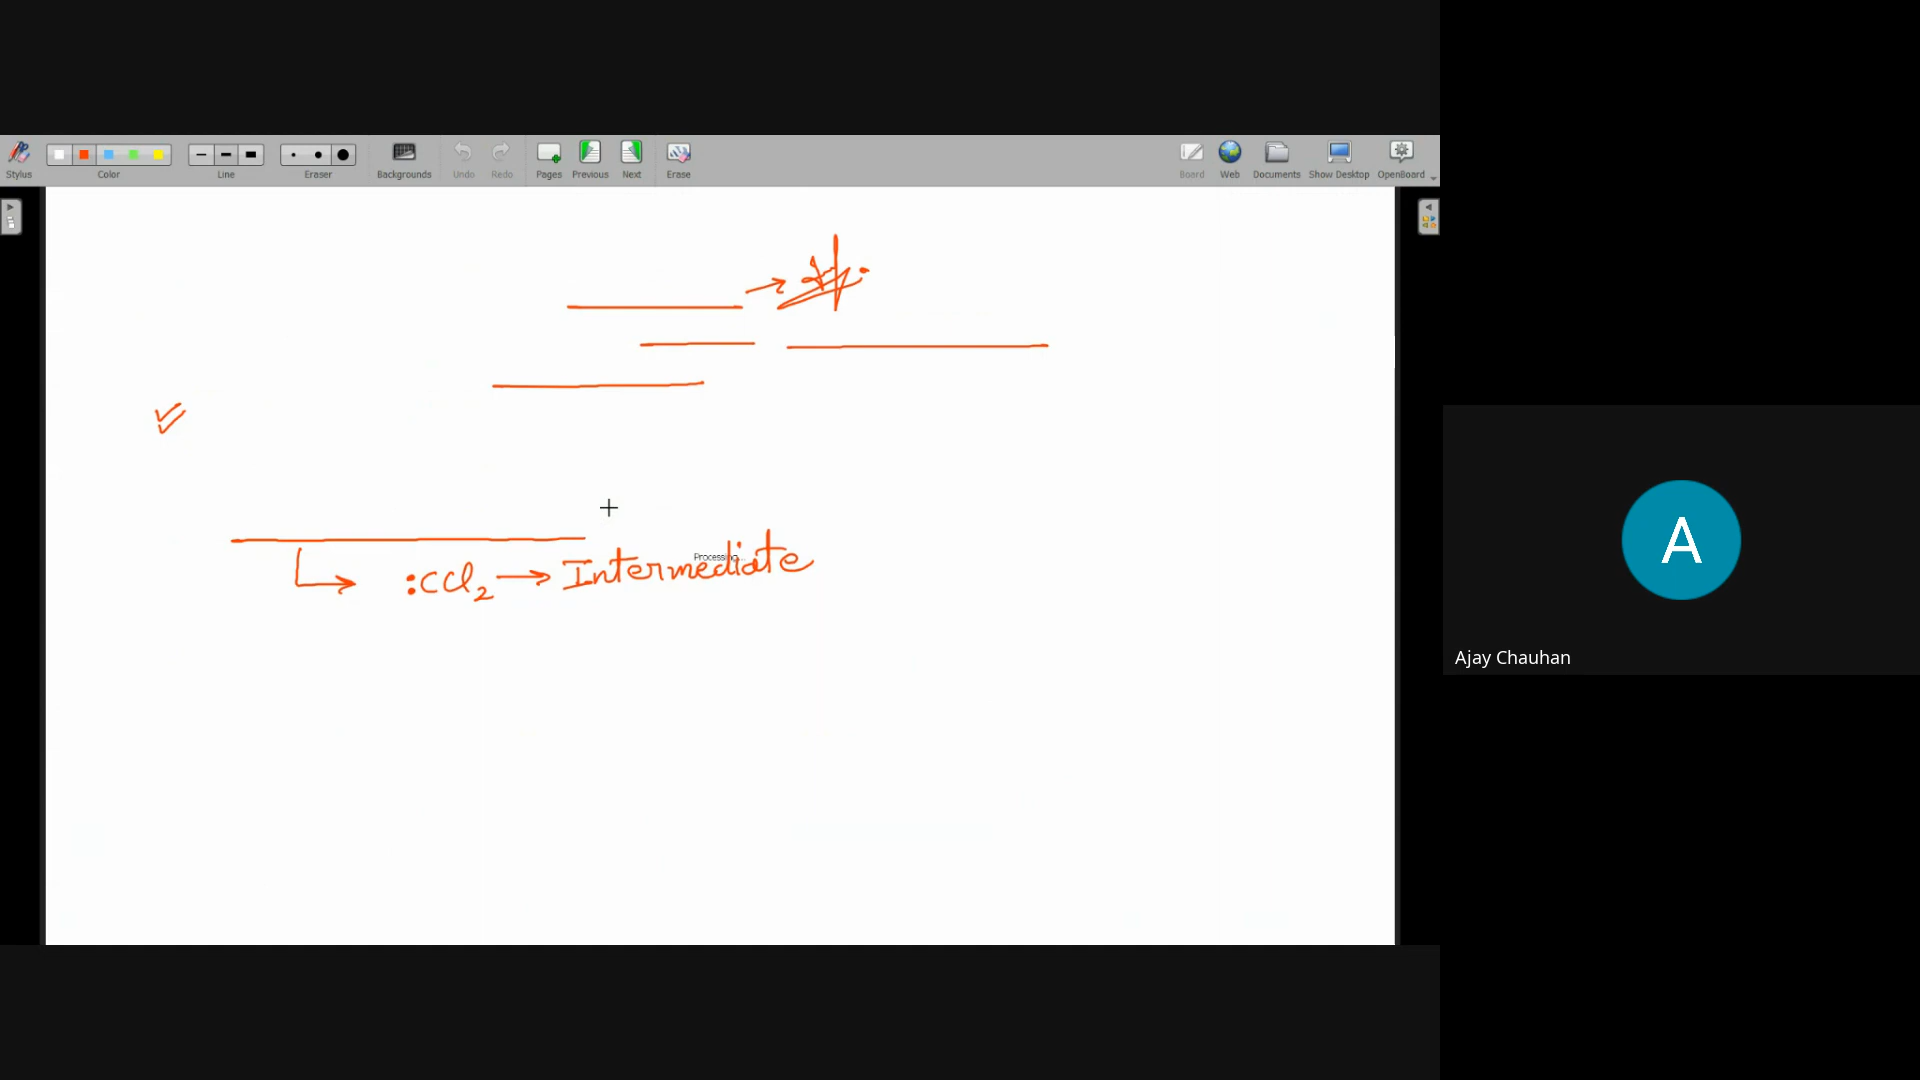 Stylus Color Line Eraser Backgrounds Undo Redo Pages Previous Next Erase Board Web Documents Show Desktop OpenBoard
:CCl₂ → Intermediate
Processing...
A
Ajay Chauhan